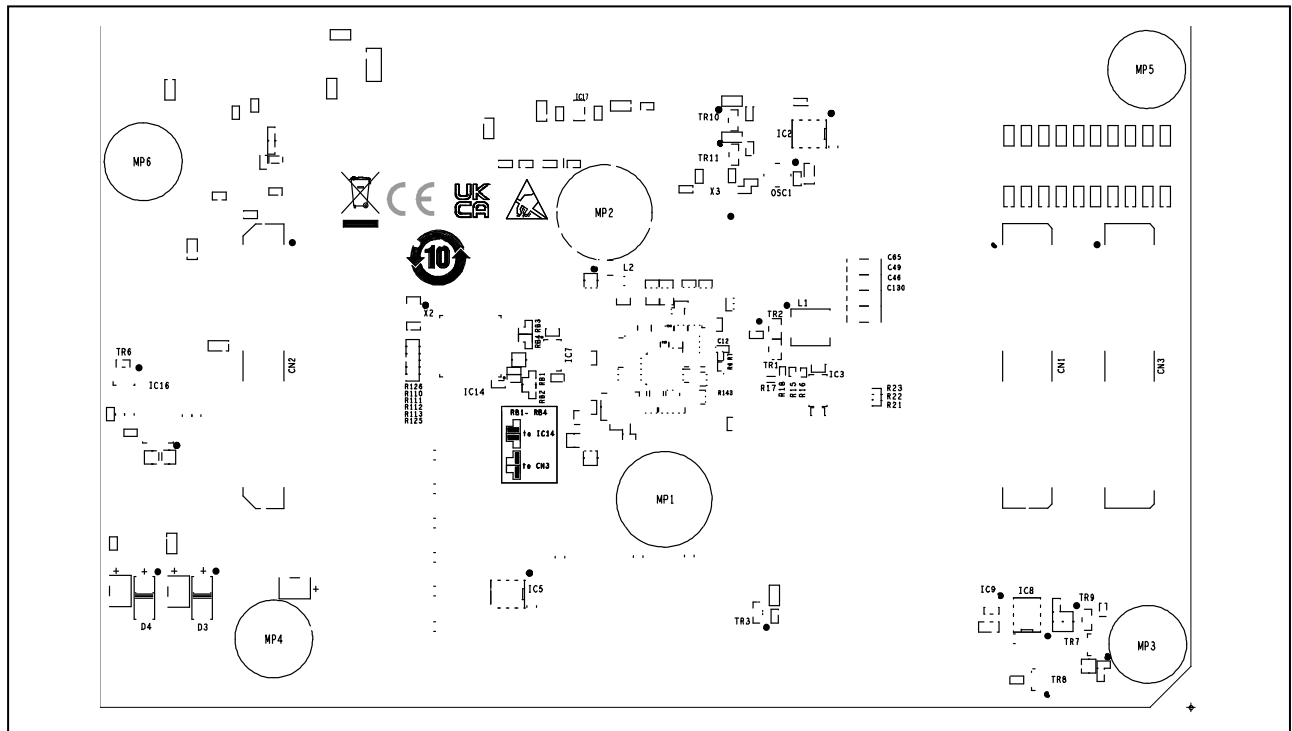 MP5
IC17
TR10
IC2
TR11
MP6
X3
OSC1
CE
UK
CA
MP2
10
L2
C65
C49
C46
C130
X2
L1
TR2
RB3
RB4
IC7
C12
TR6
CN2
TR1
CN1
CN3
IC16
IC14
RB1
RB2
R143
R17
R18
R15
R16
IC3
R23
R22
R21
R126
R110
R111
R112
R113
R125
RB1- RB4
to IC14
to CN3
MP1
IC5
IC9
IC8
TR9
D4
D3
MP4
TR3
TR7
MP3
TR8